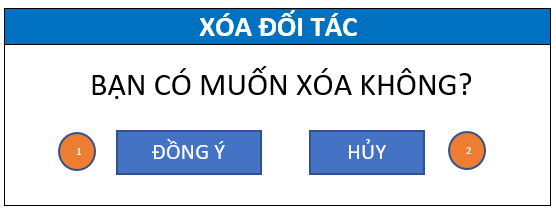 XÓA ĐỐI TÁC
BẠN CÓ MUỐN XÓA KHÔNG?
1 ĐỒNG Ý HỦY 2